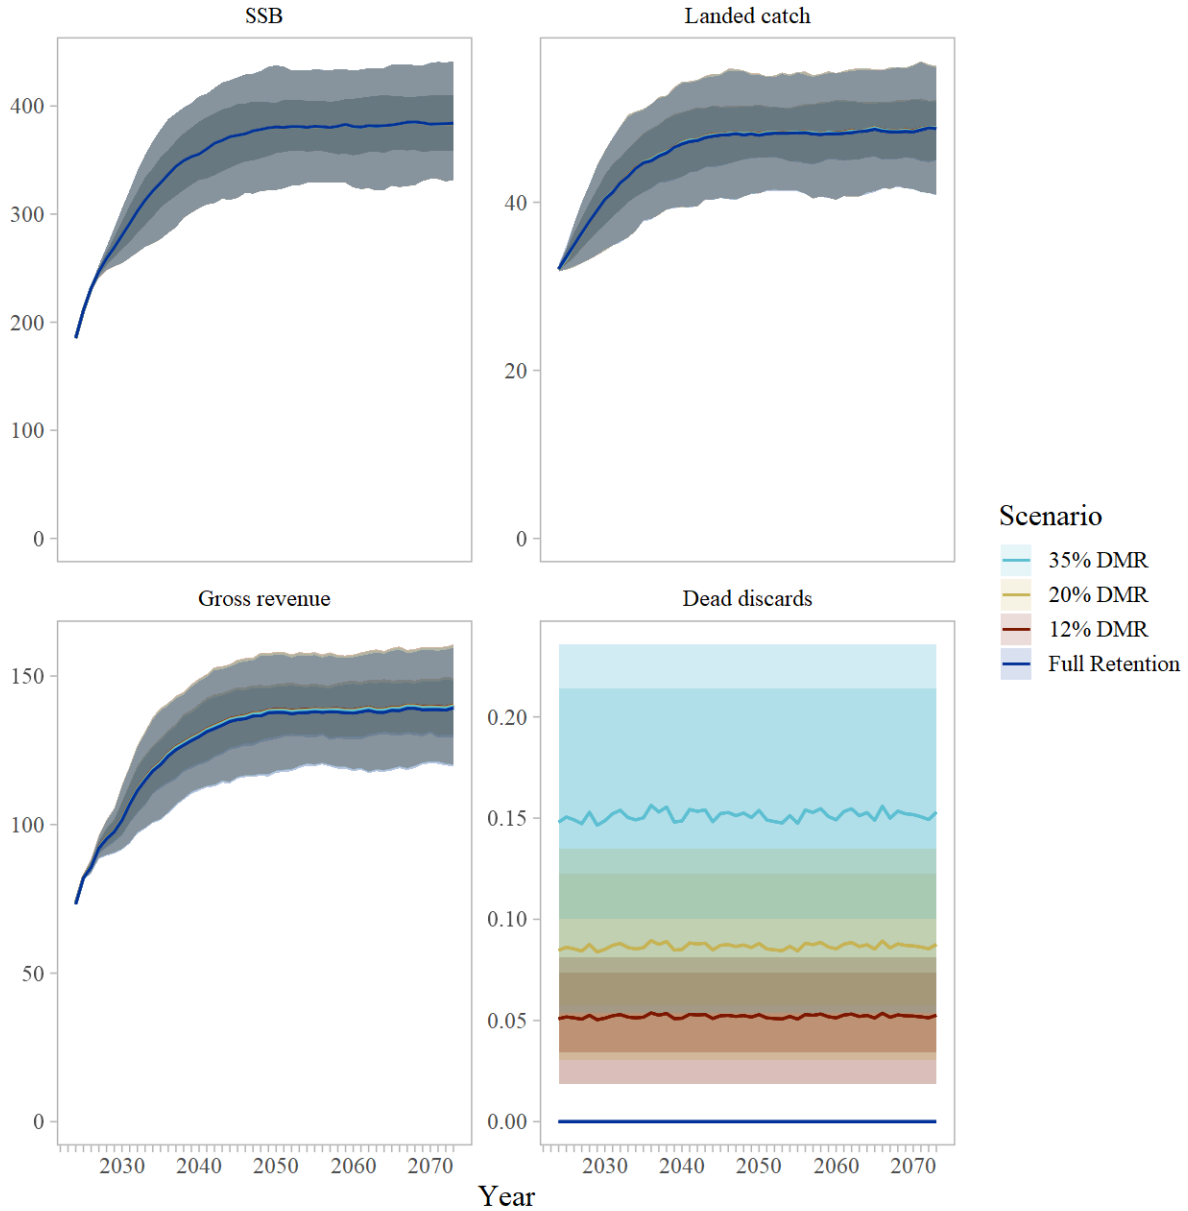 SSB
Landed catch
400
300
200
100
0
40
20
0
Gross revenue
Dead discards
150
100
50
0
0.20
0.15
0.10
0.05
0.00
2030 2040 2050 2060 2070
2030 2040 2050 2060 2070
Year
Scenario
35% DMR
20% DMR
12% DMR
Full Retention